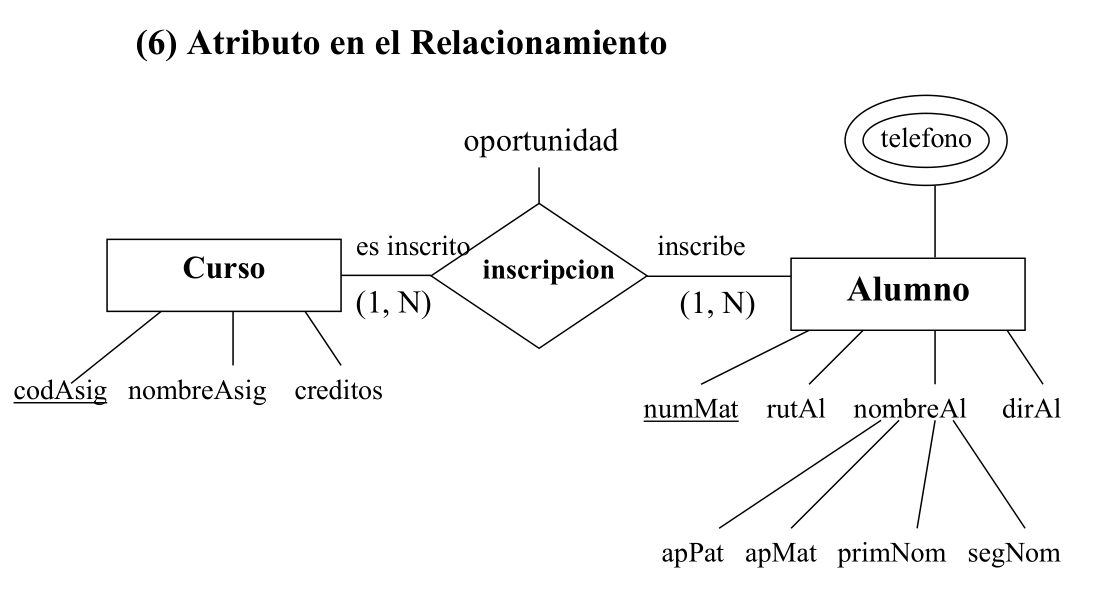 (6) Atributo en el Relacionamiento
telefono
oportunidad
es inscrito
inscribe
Curso
inscripcion
Alumno
(1, N)
(1, N)
codAsig
nombreAsig
creditos
numMat
rutAl
nombreAl
dirAl
apPat
apMat
primNom
segNom